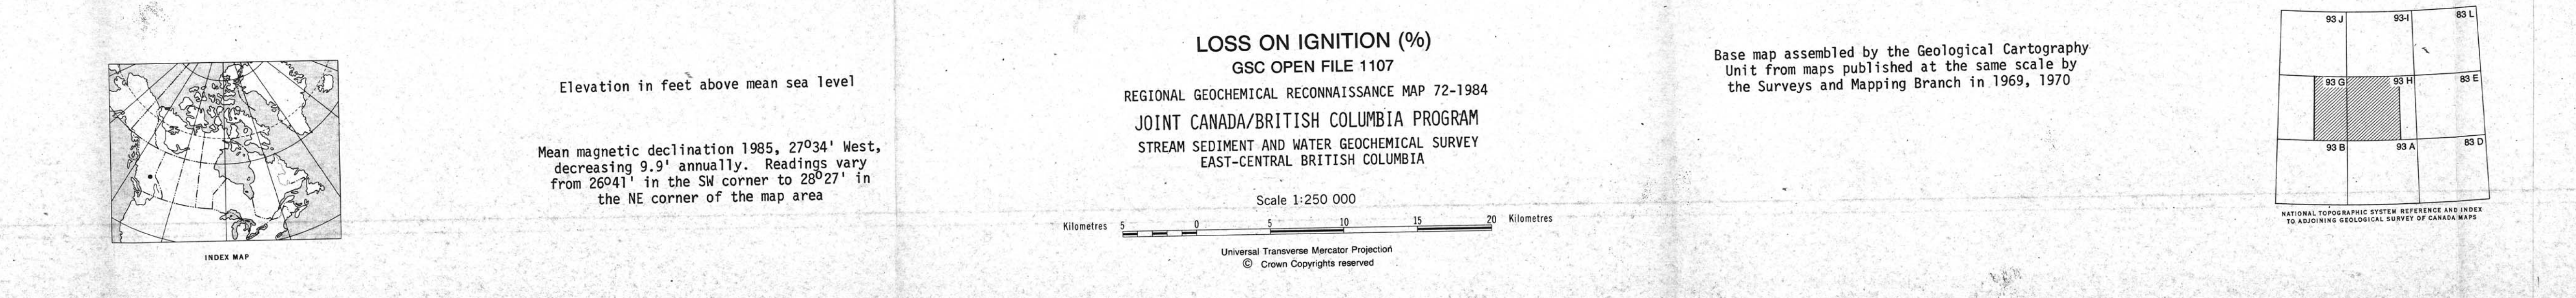 INDEX MAP
Elevation in feet above mean sea level
Mean magnetic declination 1985, 27°34' West,
decreasing 9.9' annually. Readings vary
from 26°41' in the SW corner to 28°27' in
the NE corner of the map area
LOSS ON IGNITION (%)
GSC OPEN FILE 1107
REGIONAL GEOCHEMICAL RECONNAISSANCE MAP 72-1984
JOINT CANADA/BRITISH COLUMBIA PROGRAM
STREAM SEDIMENT AND WATER GEOCHEMICAL SURVEY
EAST-CENTRAL BRITISH COLUMBIA
Scale 1:250 000
Kilometres 5 0 5 10 15 20 Kilometres
Universal Transverse Mercator Projection
© Crown Copyrights reserved
Base map assembled by the Geological Cartography
Unit from maps published at the same scale by
the Surveys and Mapping Branch in 1969, 1970
93 J 93-I 83 L
93 G 93 H 83 E
93 B 93 A 83 D
NATIONAL TOPOGRAPHIC SYSTEM REFERENCE AND INDEX
TO ADJOINING GEOLOGICAL SURVEY OF CANADA MAPS